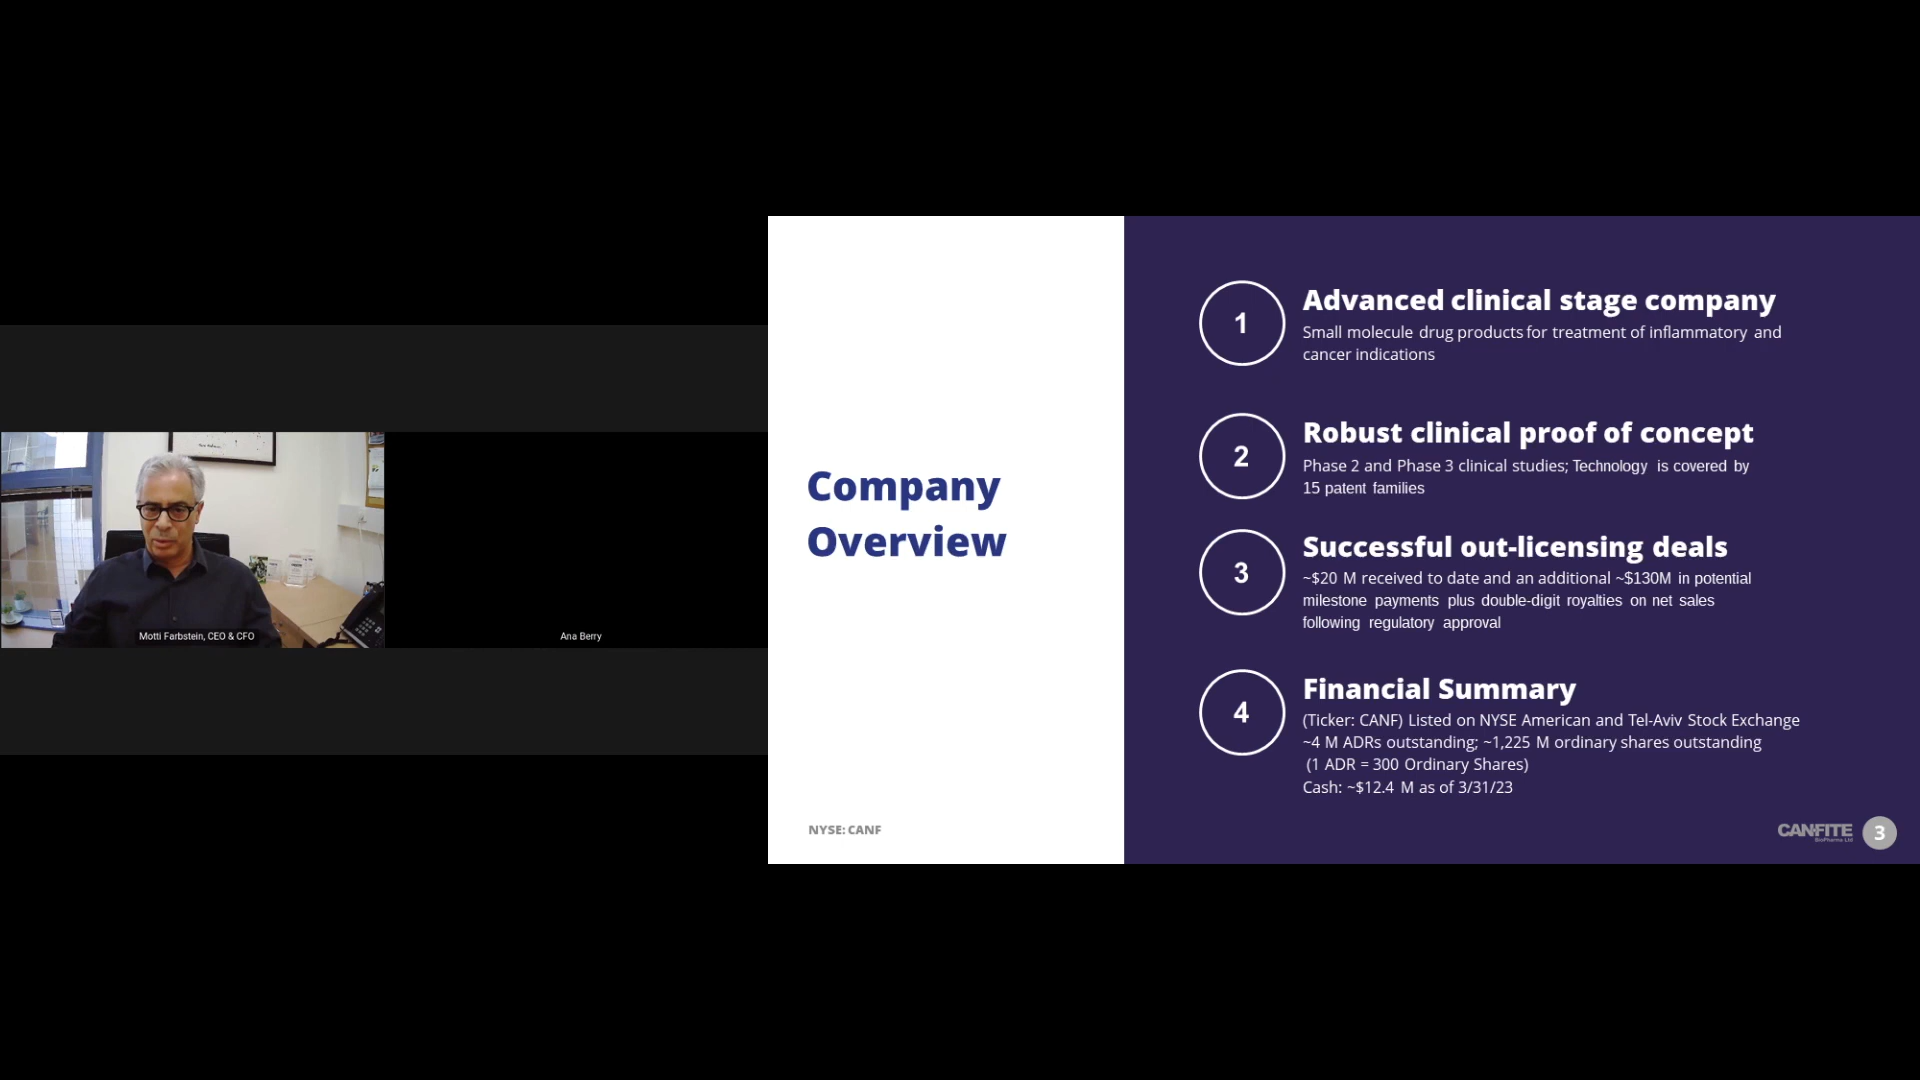 Motti Farbstein, CEO & CFO
Ana Berry
Company
Overview
NYSE: CANF
1
Advanced clinical stage company
Small molecule drug products for treatment of inflammatory and
cancer indications
2
Robust clinical proof of concept
Phase 2 and Phase 3 clinical studies; Technology is covered by
15 patent families
3
Successful out-licensing deals
~$20 M received to date and an additional ~$130M in potential
milestone payments plus double-digit royalties on net sales
following regulatory approval
4
Financial Summary
(Ticker: CANF) Listed on NYSE American and Tel-Aviv Stock Exchange
~4 M ADRs outstanding; ~1,225 M ordinary shares outstanding
(1 ADR = 300 Ordinary Shares)
Cash: ~$12.4 M as of 3/31/23
CAN-FITE
BioPharma Ltd
3